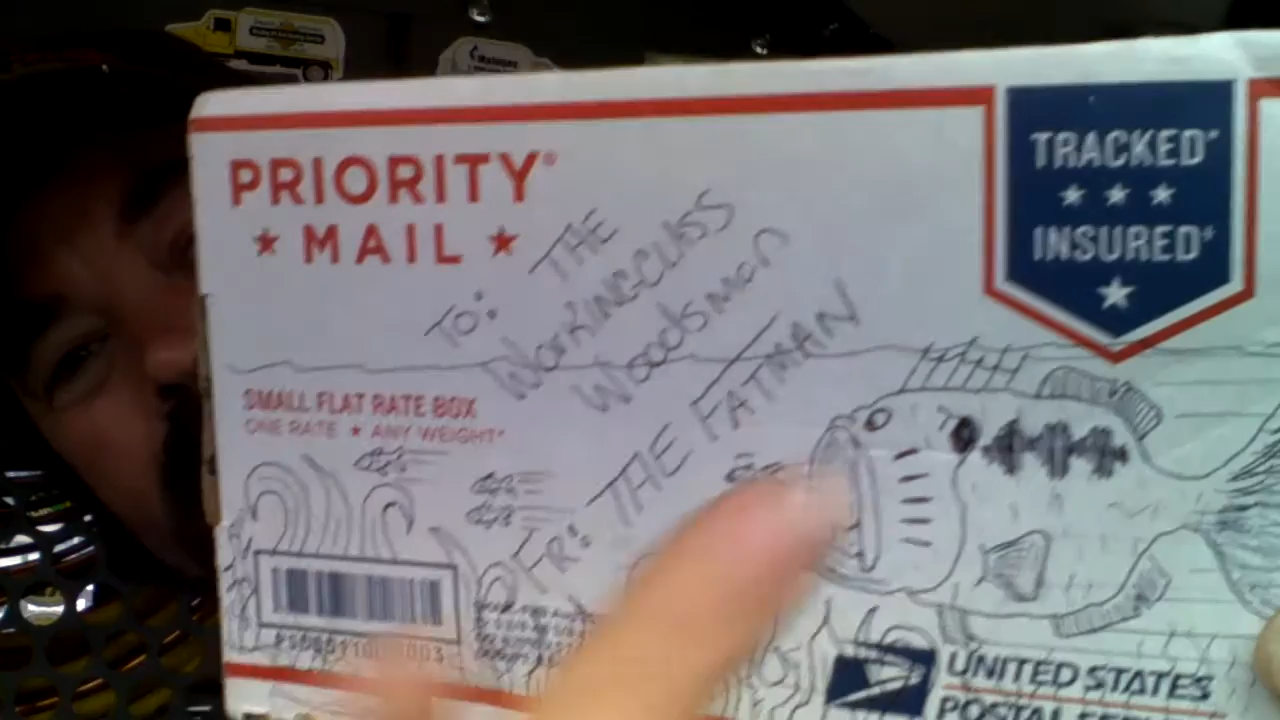 PRIORITY®
★ MAIL ★
TRACKED
★ ★ ★
INSURED
★
TO: THE
WORKINGCLASS
Woodsman
FR: THE FATMAN
SMALL FLAT RATE BOX
ONE RATE ★ ANY WEIGHT
UNITED STATES